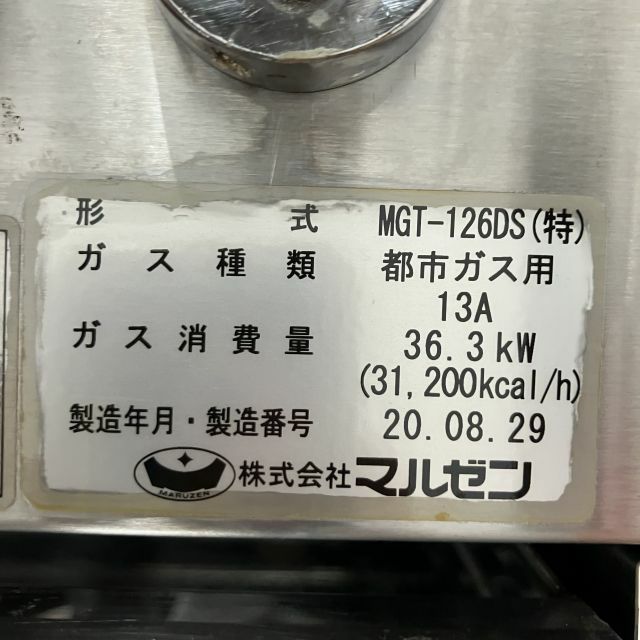 形式 MGT-126DS(特)
ガス種類 都市ガス用
13A
ガス消費量 36.3kW
(31,200kcal/h)
製造年月・製造番号 20.08.29
MARUZEN 株式会社マルゼン